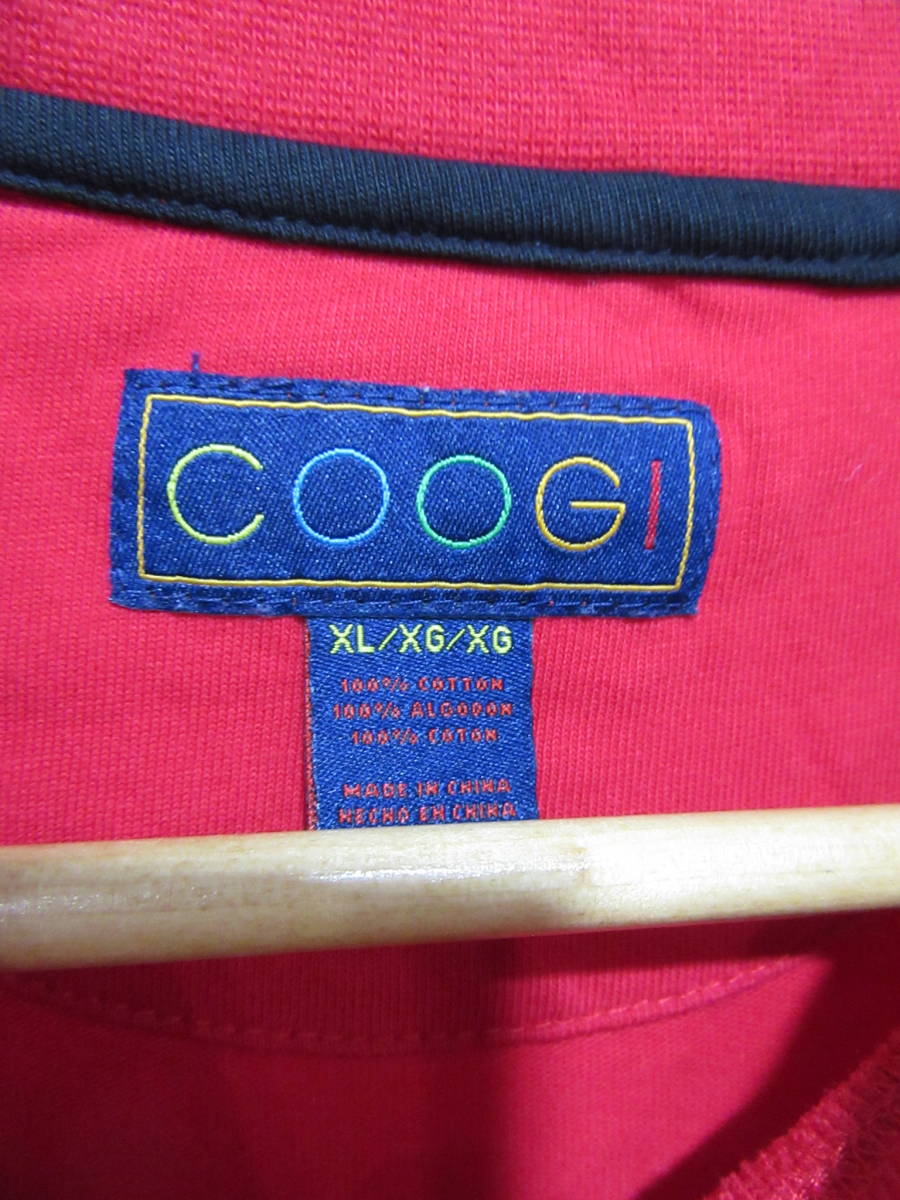 COOGI
XL/XG/XG
100% COTTON
100% ALGODON
100% COTON
MADE IN CHINA
HECHO EN CHINA